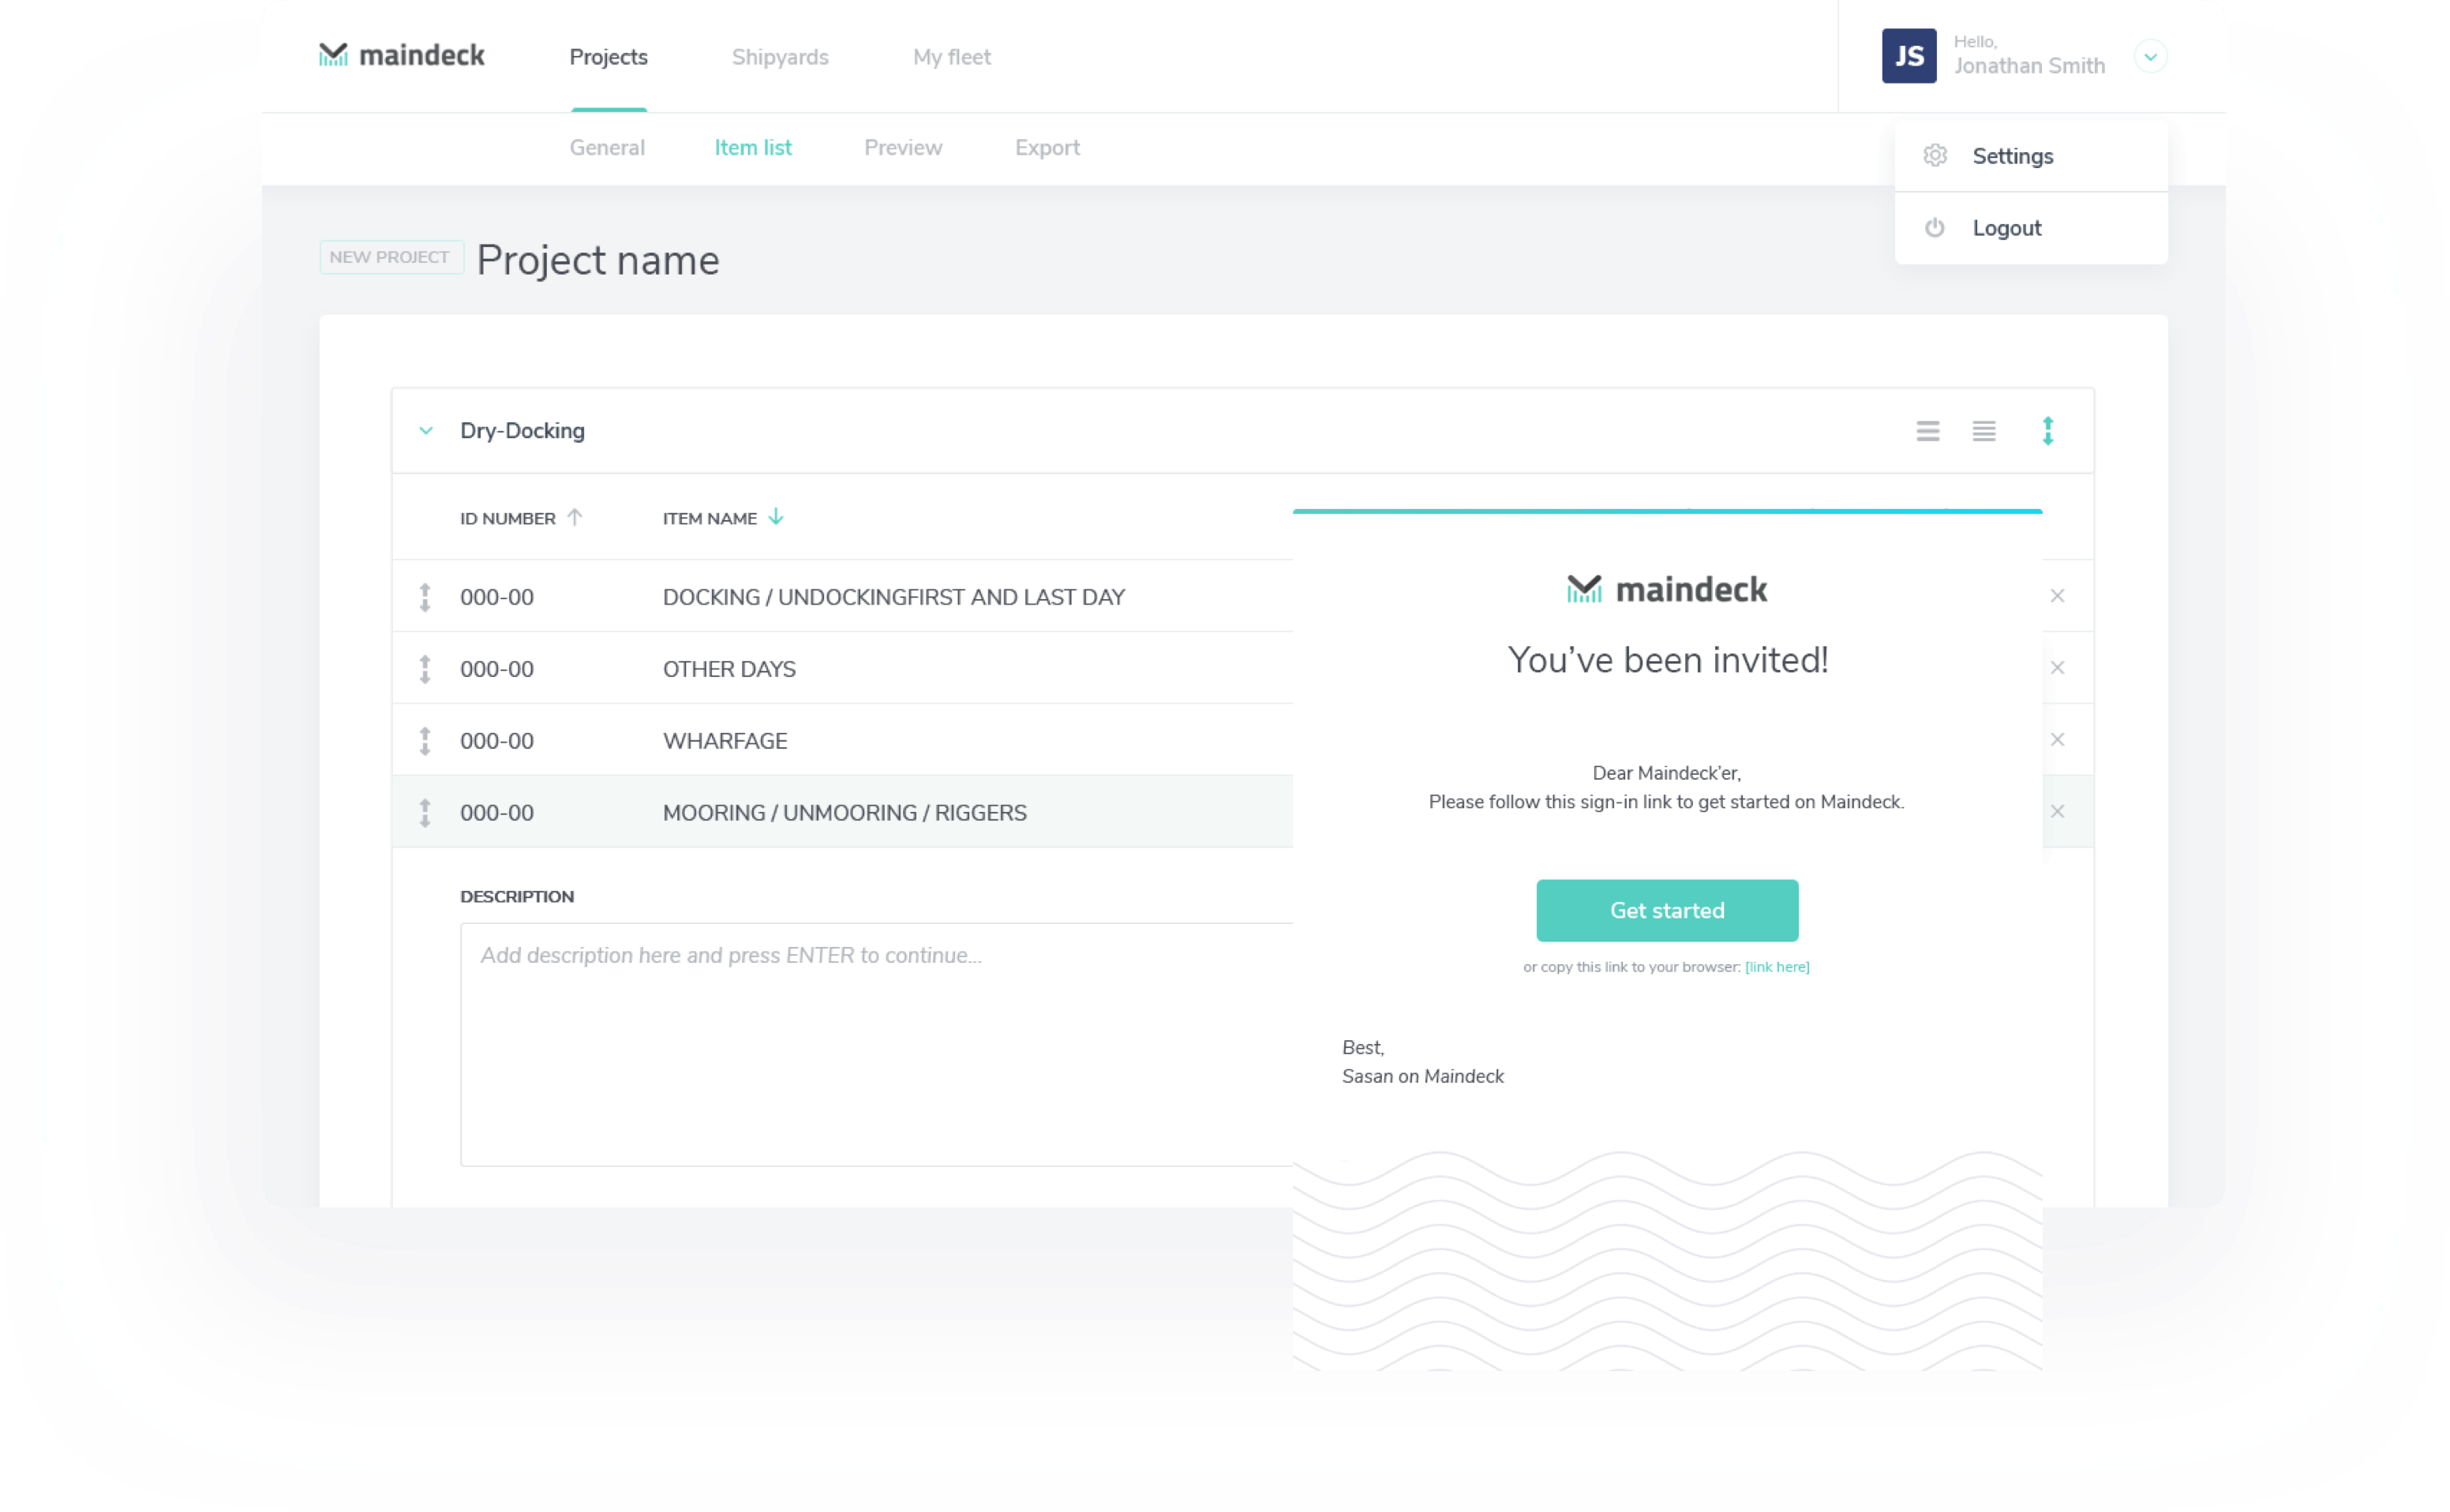 maindeck
Projects
Shipyards
My fleet
JS
Hello,
Jonathan Smith
General
Item list
Preview
Export
Settings
Logout
NEW PROJECT
Project name
Dry-Docking
ID NUMBER
ITEM NAME
000-00
DOCKING / UNDOCKINGFIRST AND LAST DAY
000-00
OTHER DAYS
000-00
WHARFAGE
000-00
MOORING / UNMOORING / RIGGERS
DESCRIPTION
Add description here and press ENTER to continue...
maindeck
You’ve been invited!
Dear Maindeck’er,
Please follow this sign-in link to get started on Maindeck.
Get started
or copy this link to your browser: [link here]
Best,
Sasan on Maindeck